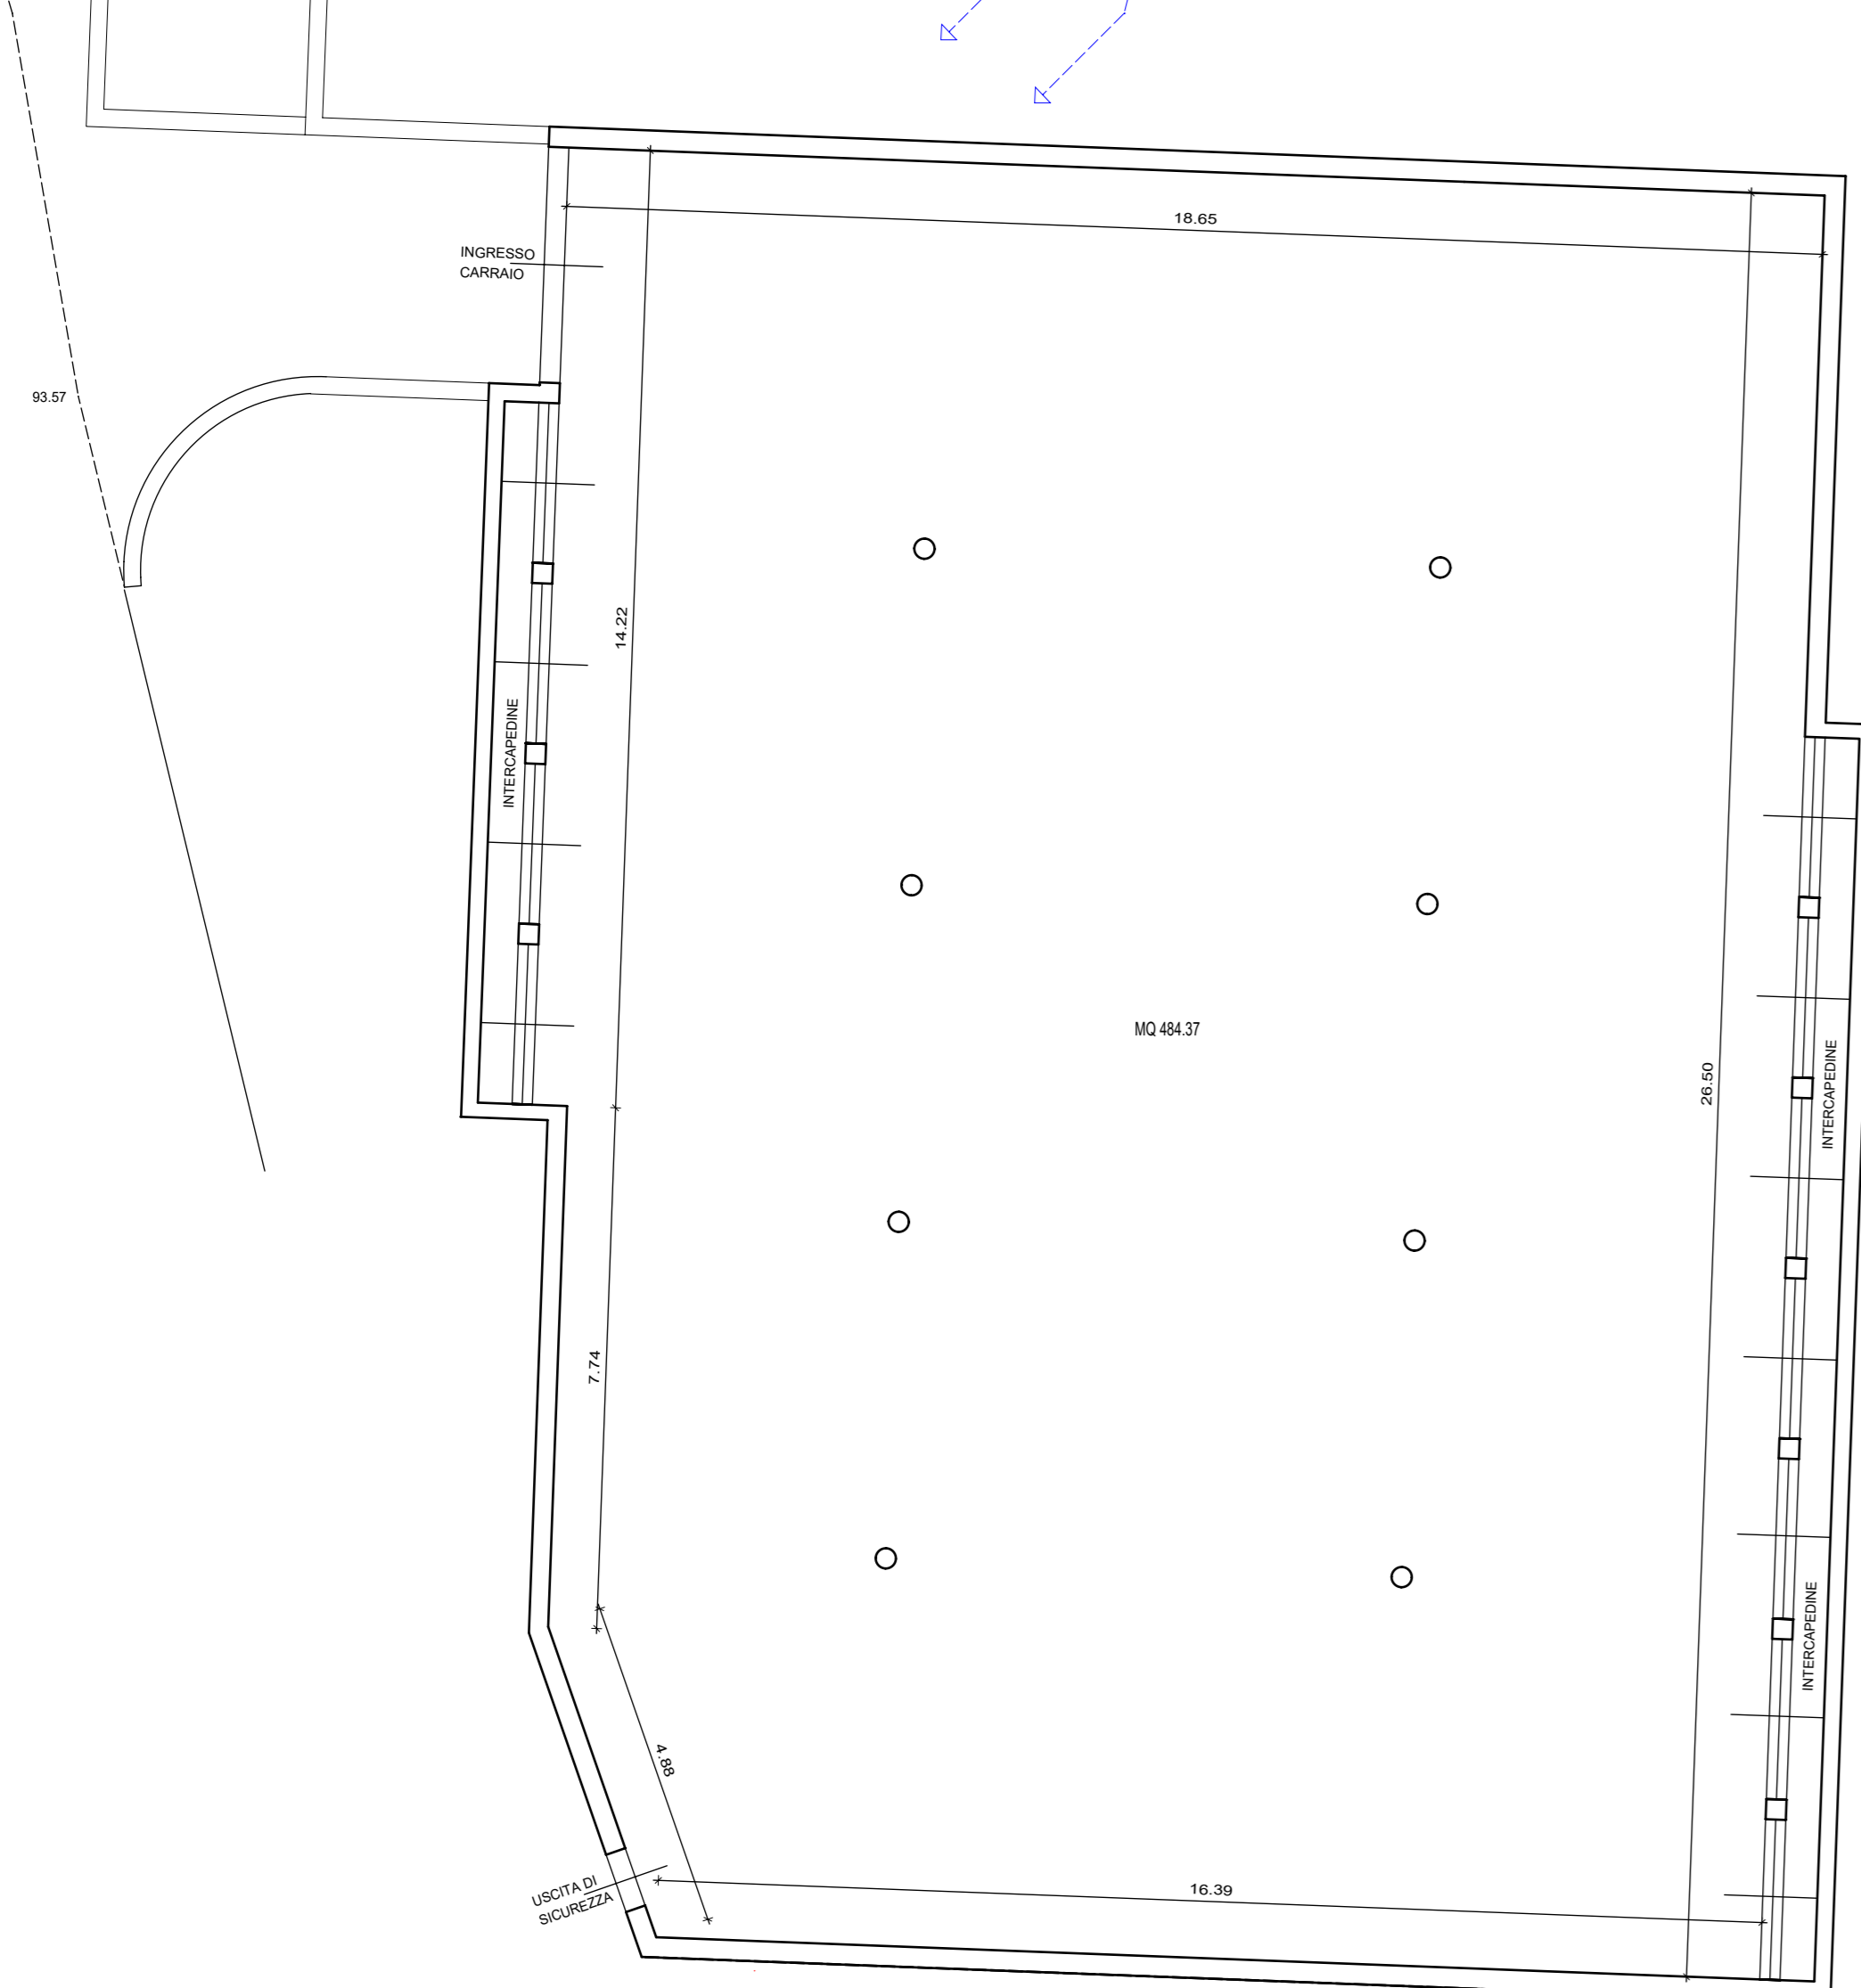 18.65
INGRESSO
CARRAIO
93.57
14.22
INTERCAPEDINE
MQ 484.37
26.50
INTERCAPEDINE
7.74
INTERCAPEDINE
4.88
16.39
USCITA DI
SICUREZZA